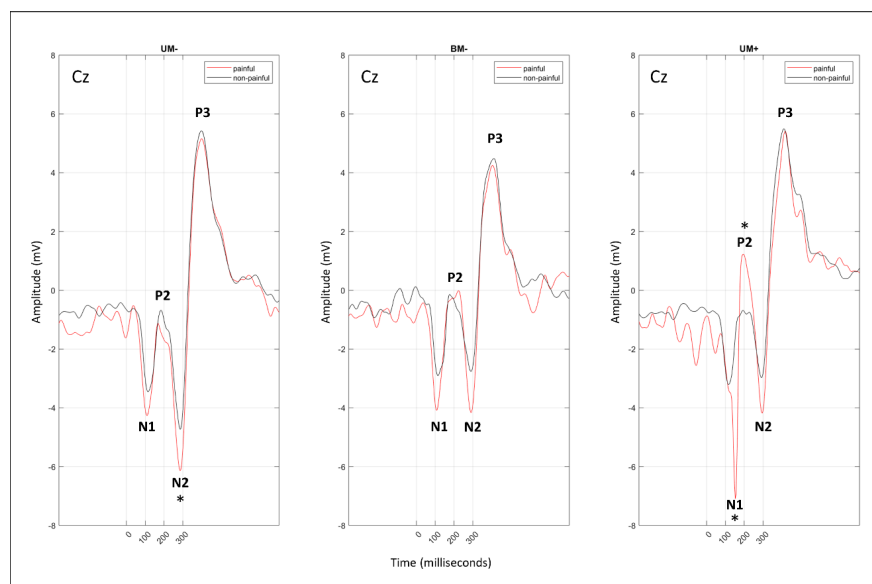 UM-
Cz
painful
non-painful
P3
P2
N1
N2
*
8
6
4
2
0
-2
-4
-6
-8
Amplitude (mV)
0
100
200
300
BM-
Cz
painful
non-painful
P3
P2
N1
N2
8
6
4
2
0
-2
-4
-6
-8
Amplitude (mV)
0
100
200
300
Time (milliseconds)
UM+
Cz
painful
non-painful
P3
*
P2
N2
N1
*
8
6
4
2
0
-2
-4
-6
-8
Amplitude (mV)
0
100
200
300